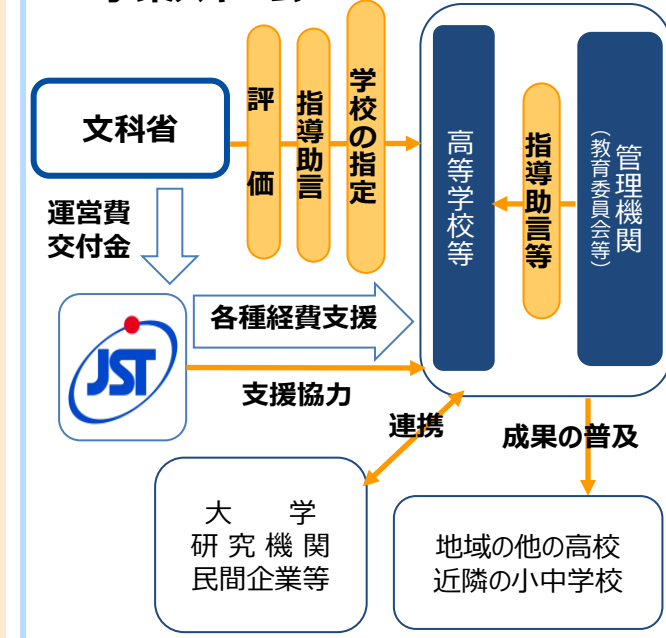 文科省
評価
指導助言
学校の指定
高等学校等
指導助言等
管理機関
(教育委員会等)
運営費
交付金
JST
各種経費支援
支援協力
連携
成果の普及
大　　学
研 究 機 関
民間企業等
地域の他の高校
近隣の小中学校